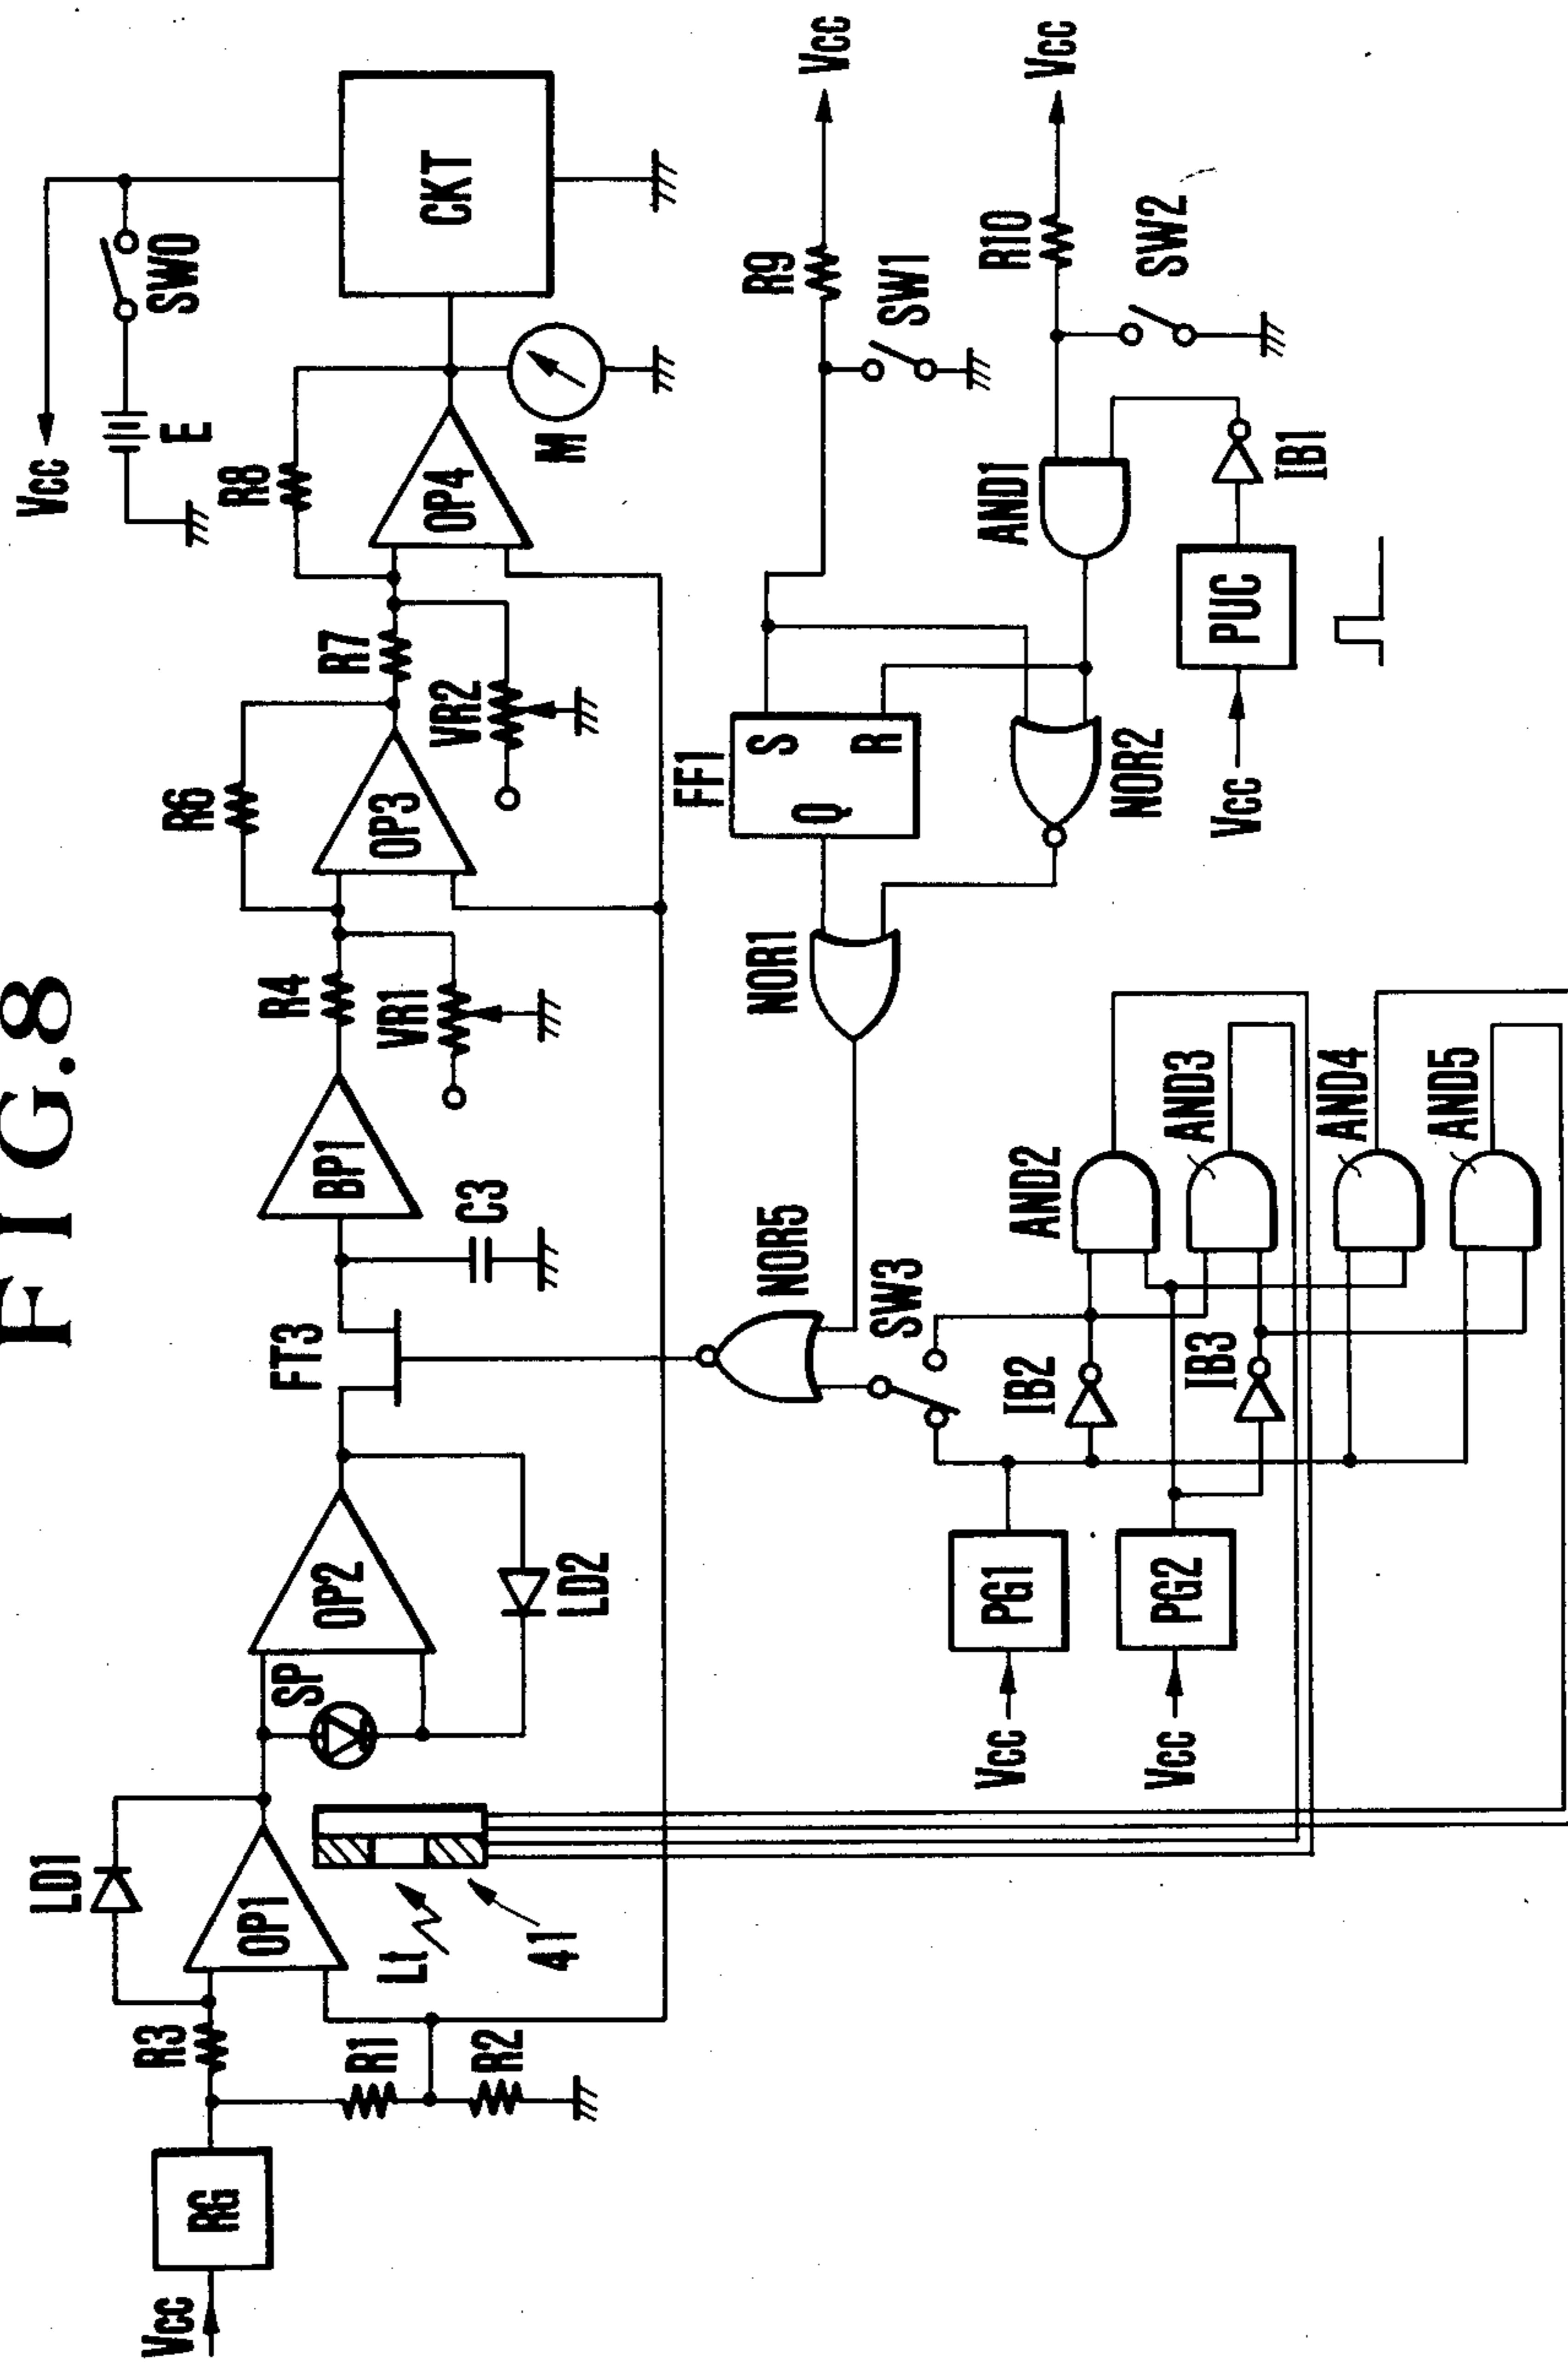 FIG.8
Vcc
RG
R3
R1
R2
LD1
OP1
Lt
41
SP
OP2
LD2
FT3
C3
BP1
R4
VR1
R6
OP3
R7
VR2
R8
OP4
M
CKT
Vcc
E
SW0
Vcc
PG1
Vcc
PG2
IB2
IB3
SW3
NOR5
AND2
AND3
AND4
AND5
NOR1
FF1
S
Q
R
NOR2
Vcc
PUC
IB1
AND1
R9
SW1
Vcc
R10
SW2
Vcc